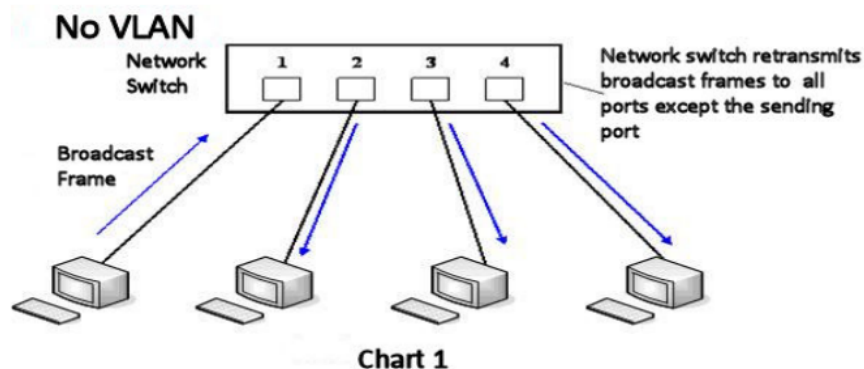 No VLAN
Network
Switch
1 2 3 4
Network switch retransmits
broadcast frames to all
ports except the sending
port
Broadcast
Frame
Chart 1